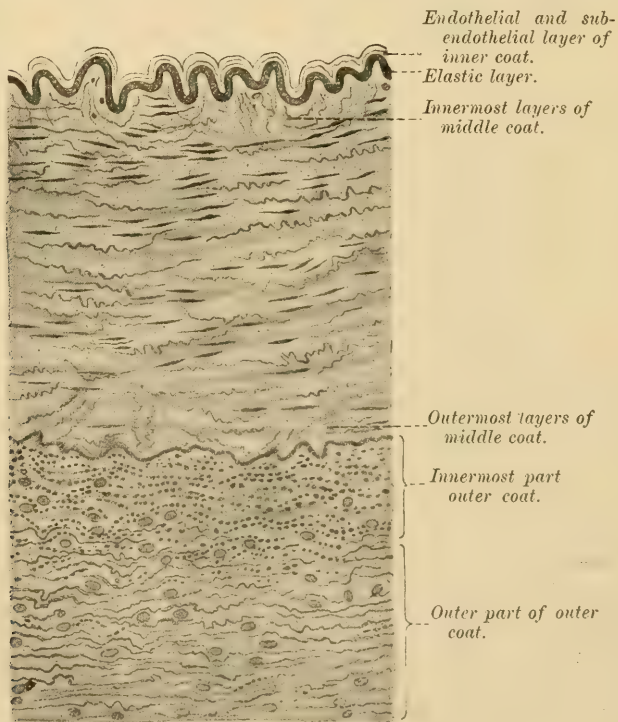 Endothelial and sub-
endothelial layer of
inner coat.
Elastic layer.
Innermost layers of
middle coat.
Outermost layers of
middle coat.
Innermost part
outer coat.
Outer part of outer
coat.